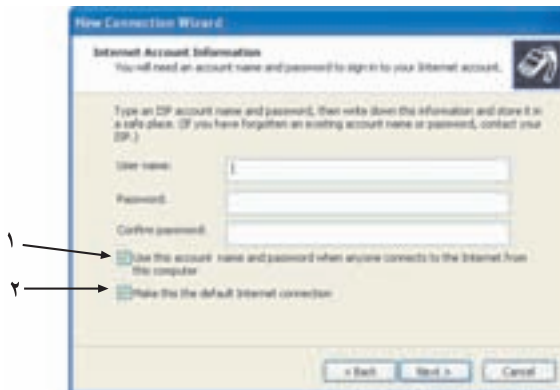 New Connection Wizard
Internet Account Information
You will need an account name and password to sign in to your Internet account.
Type an ISP account name and password, then write down this information and store it in
a safe place. (If you have forgotten an existing account name or password, contact your
ISP.)
User name:
Password:
Confirm password:
۱
Use this account name and password when anyone connects to the Internet from
this computer
۲
Make this the default Internet connection
< Back
Next >
Cancel